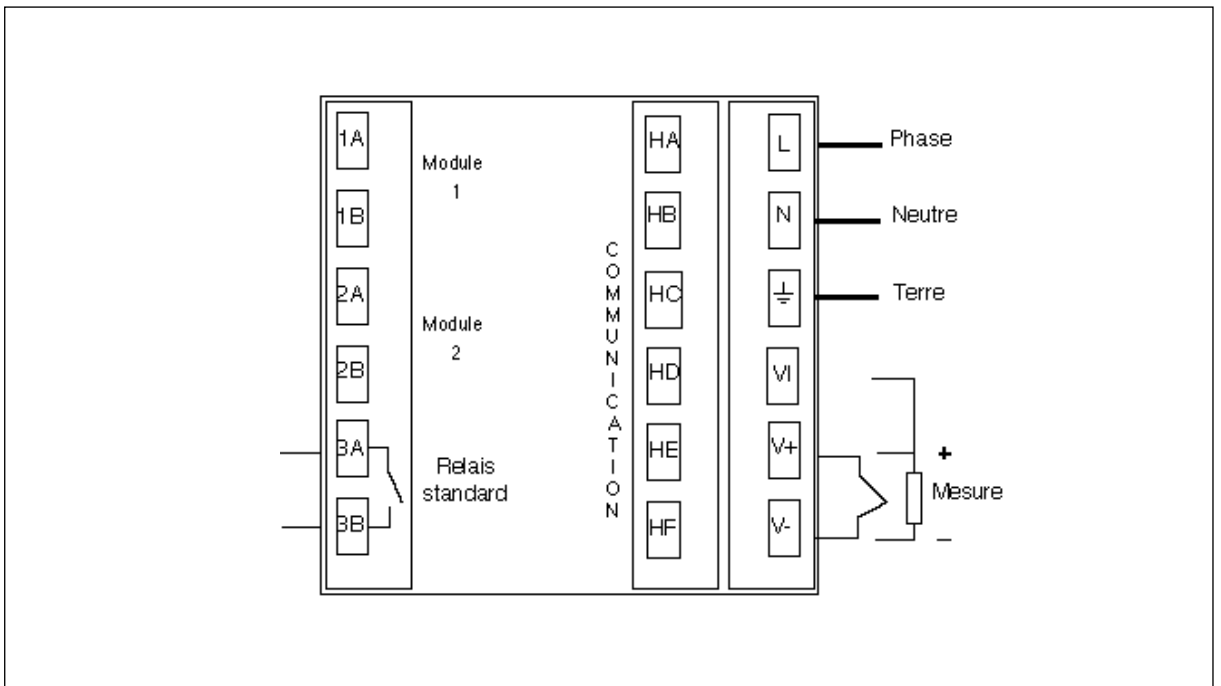 1A
1B
2A
2B
3A
3B
Module
1
Module
2
Relais
standard
COMMUNICATION
HA
HB
HC
HD
HE
HF
L
N
VI
V+
V-
Phase
Neutre
Terre
+
Mesure
–